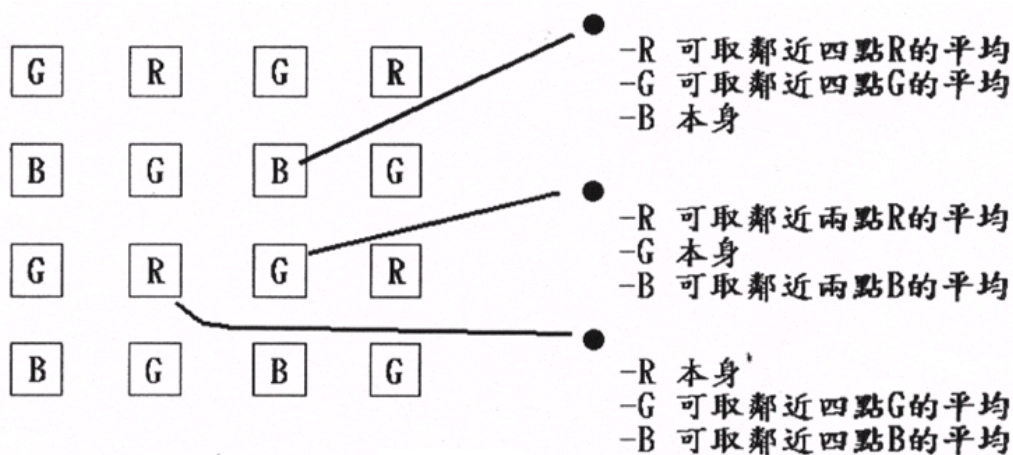 G R G R
B G B G
G R G R
B G B G
-R 可取鄰近四點R的平均
-G 可取鄰近四點G的平均
-B 本身
-R 可取鄰近兩點R的平均
-G 本身
-B 可取鄰近兩點B的平均
-R 本身
-G 可取鄰近四點G的平均
-B 可取鄰近四點B的平均